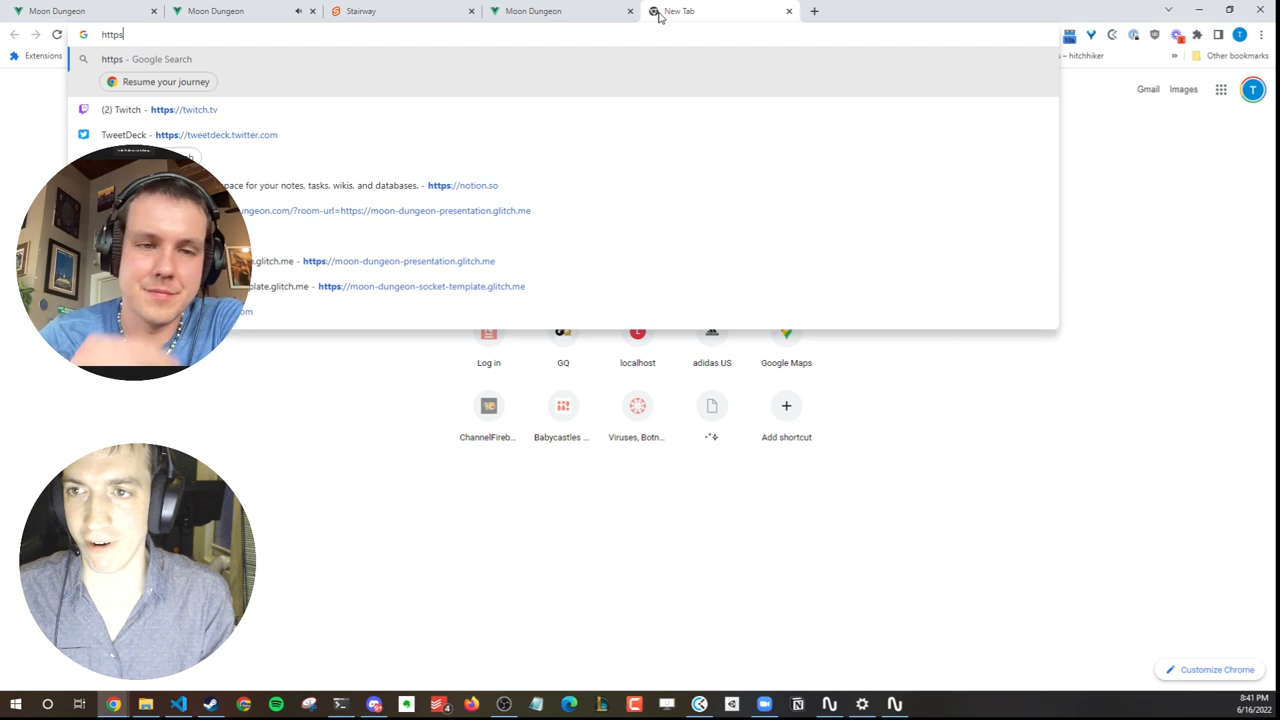 Moon Dungeon
Moon Dungeon
Stairway
Moon Dungeon
New Tab
https
Extensions
https - Google Search
Resume your journey
(2) Twitch - https://twitch.tv
TweetDeck - https://tweetdeck.twitter.com
pace for your notes, tasks, wikis, and databases. - https://notion.so
ungeon.com/?room-url=https://moon-dungeon-presentation.glitch.me
.glitch.me - https://moon-dungeon-presentation.glitch.me
plate.glitch.me - https://moon-dungeon-socket-template.glitch.me
om
– hitchhiker
»
Other bookmarks
Gmail
Images
T
Log in
GQ
localhost
adidas US
Google Maps
ChannelFireb...
Babycastles ...
Viruses, Botn...
Add shortcut
Customize Chrome
8:41 PM
6/16/2022